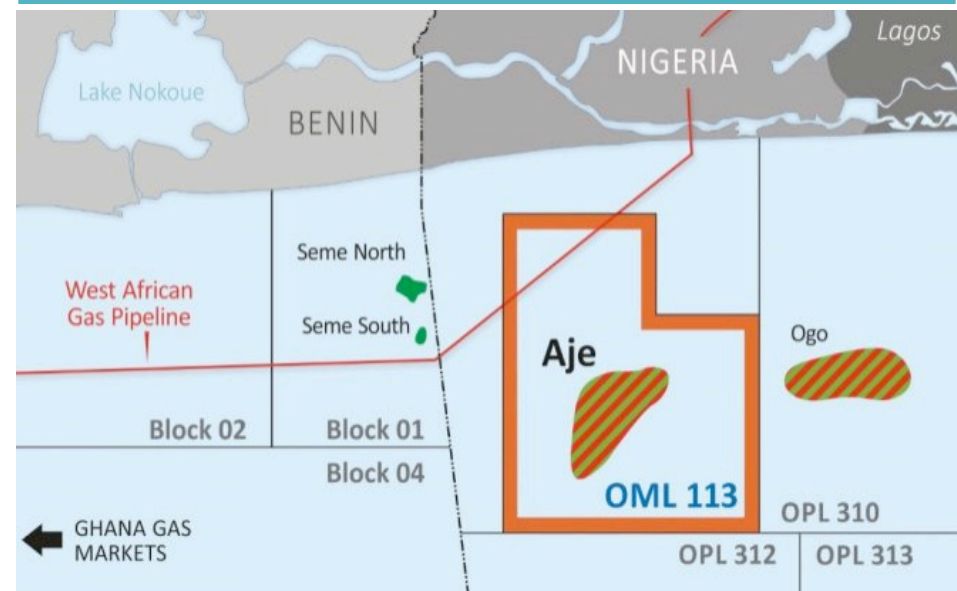 Lagos
NIGERIA
Lake Nokoue
BENIN
Seme North
West African
Gas Pipeline
Seme South
Ogo
Aje
Block 02
Block 01
Block 04
OML 113
OPL 310
GHANA GAS
MARKETS
OPL 312
OPL 313